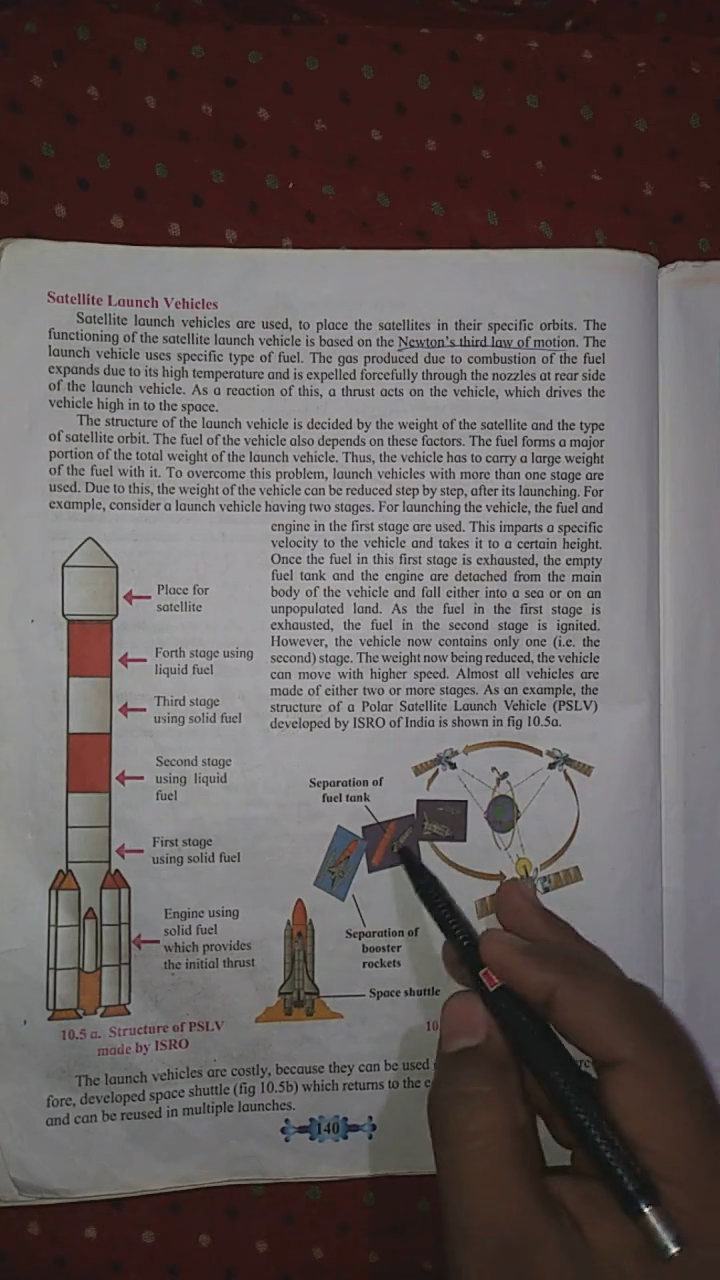 Satellite Launch Vehicles
Satellite launch vehicles are used, to place the satellites in their specific orbits. The
functioning of the satellite launch vehicle is based on the Newton's third law of motion. The
launch vehicle uses specific type of fuel. The gas produced due to combustion of the fuel
expands due to its high temperature and is expelled forcefully through the nozzles at rear side
of the launch vehicle. As a reaction of this, a thrust acts on the vehicle, which drives the
vehicle high in to the space.
The structure of the launch vehicle is decided by the weight of the satellite and the type
of satellite orbit. The fuel of the vehicle also depends on these factors. The fuel forms a major
portion of the total weight of the launch vehicle. Thus, the vehicle has to carry a large weight
of the fuel with it. To overcome this problem, launch vehicles with more than one stage are
used. Due to this, the weight of the vehicle can be reduced step by step, after its launching. For
example, consider a launch vehicle having two stages. For launching the vehicle, the fuel and
engine in the first stage are used. This imparts a specific
velocity to the vehicle and takes it to a certain height.
Once the fuel in this first stage is exhausted, the empty
fuel tank and the engine are detached from the main
body of the vehicle and fall either into a sea or on an
unpopulated land. As the fuel in the first stage is
exhausted, the fuel in the second stage is ignited.
However, the vehicle now contains only one (i.e. the
second) stage. The weight now being reduced, the vehicle
can move with higher speed. Almost all vehicles are
made of either two or more stages. As an example, the
structure of a Polar Satellite Launch Vehicle (PSLV)
developed by ISRO of India is shown in fig 10.5a.
Place for
satellite
Forth stage using
liquid fuel
Third stage
using solid fuel
Second stage
using liquid
fuel
First stage
using solid fuel
Engine using
solid fuel
which provides
the initial thrust
10.5 a. Structure of PSLV
made by ISRO
Separation of
fuel tank
Separation of
booster
rockets
Space shuttle
10
The launch vehicles are costly, because they can be used
fore, developed space shuttle (fig 10.5b) which returns to the
and can be reused in multiple launches.
140